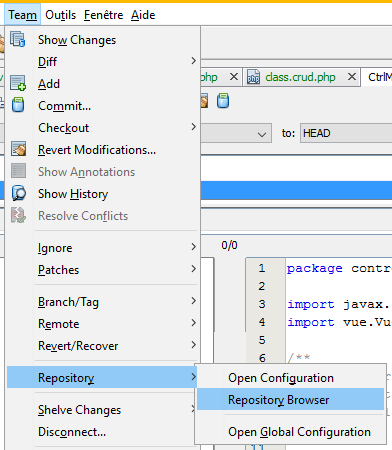 Team Outils Fenêtre Aide
Show Changes
Diff
Add
Commit...
Checkout
Revert Modifications...
Show Annotations
Show History
Resolve Conflicts
Ignore
Patches
Branch/Tag
Remote
Revert/Recover
Repository
Shelve Changes
Disconnect...
Open Configuration
Repository Browser
Open Global Configuration
.php class.crud.php CtrlM
to: HEAD
0/0
1 package contro
2
3 import javax.
4 import vue.Vu
5
6 /**